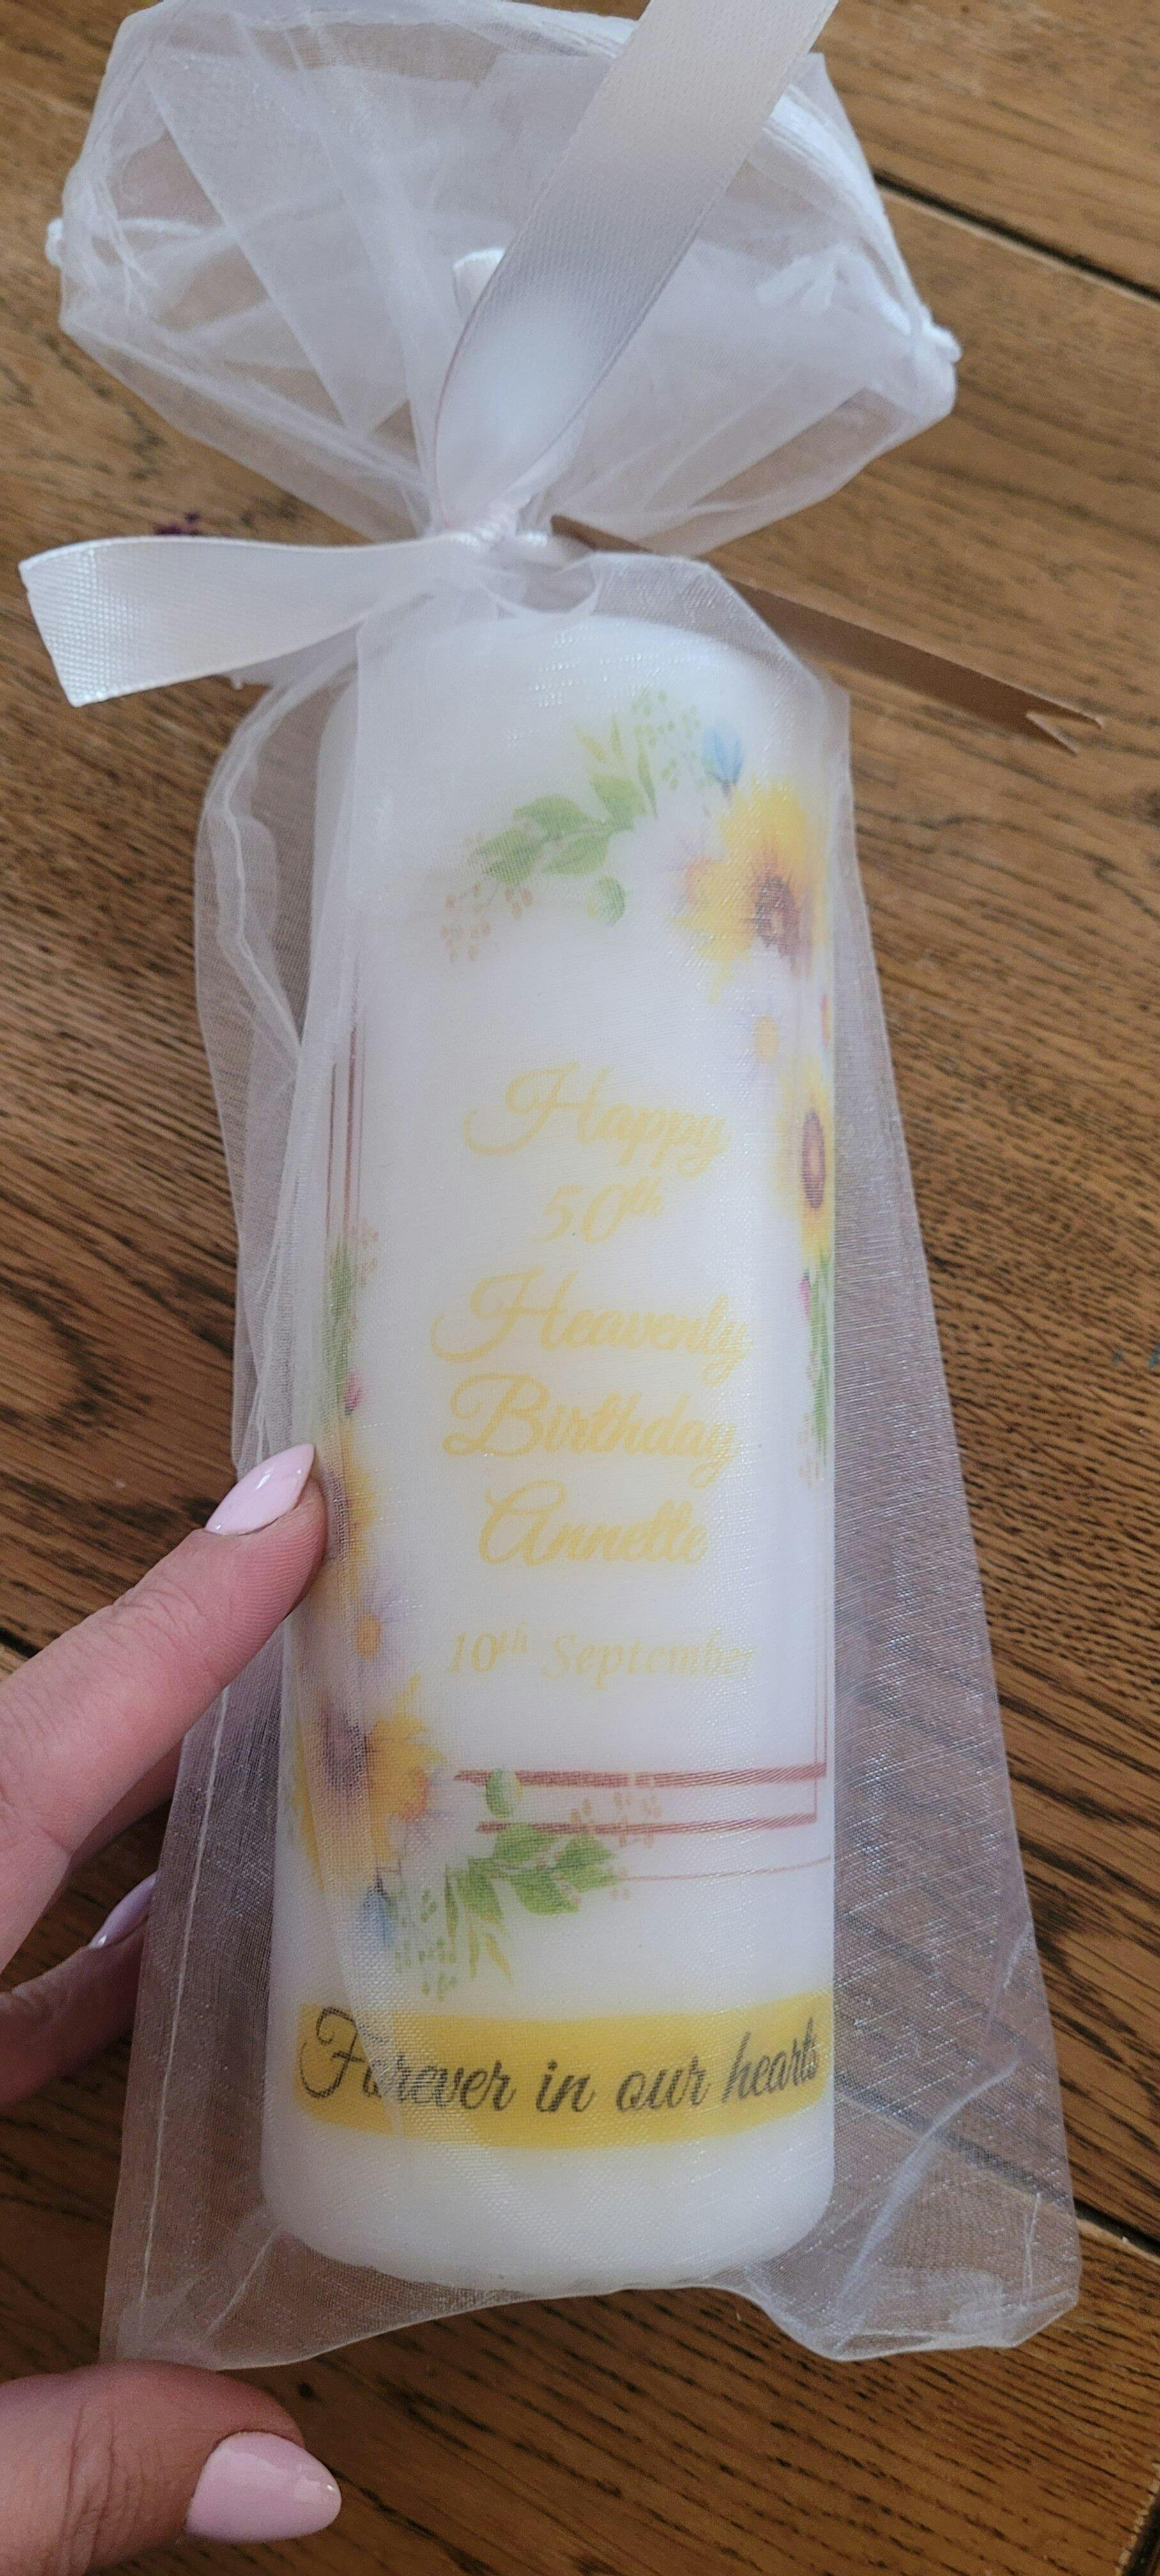 Happy
50th
Heavenly
Birthday
Annette
10th September
Forever in our hearts